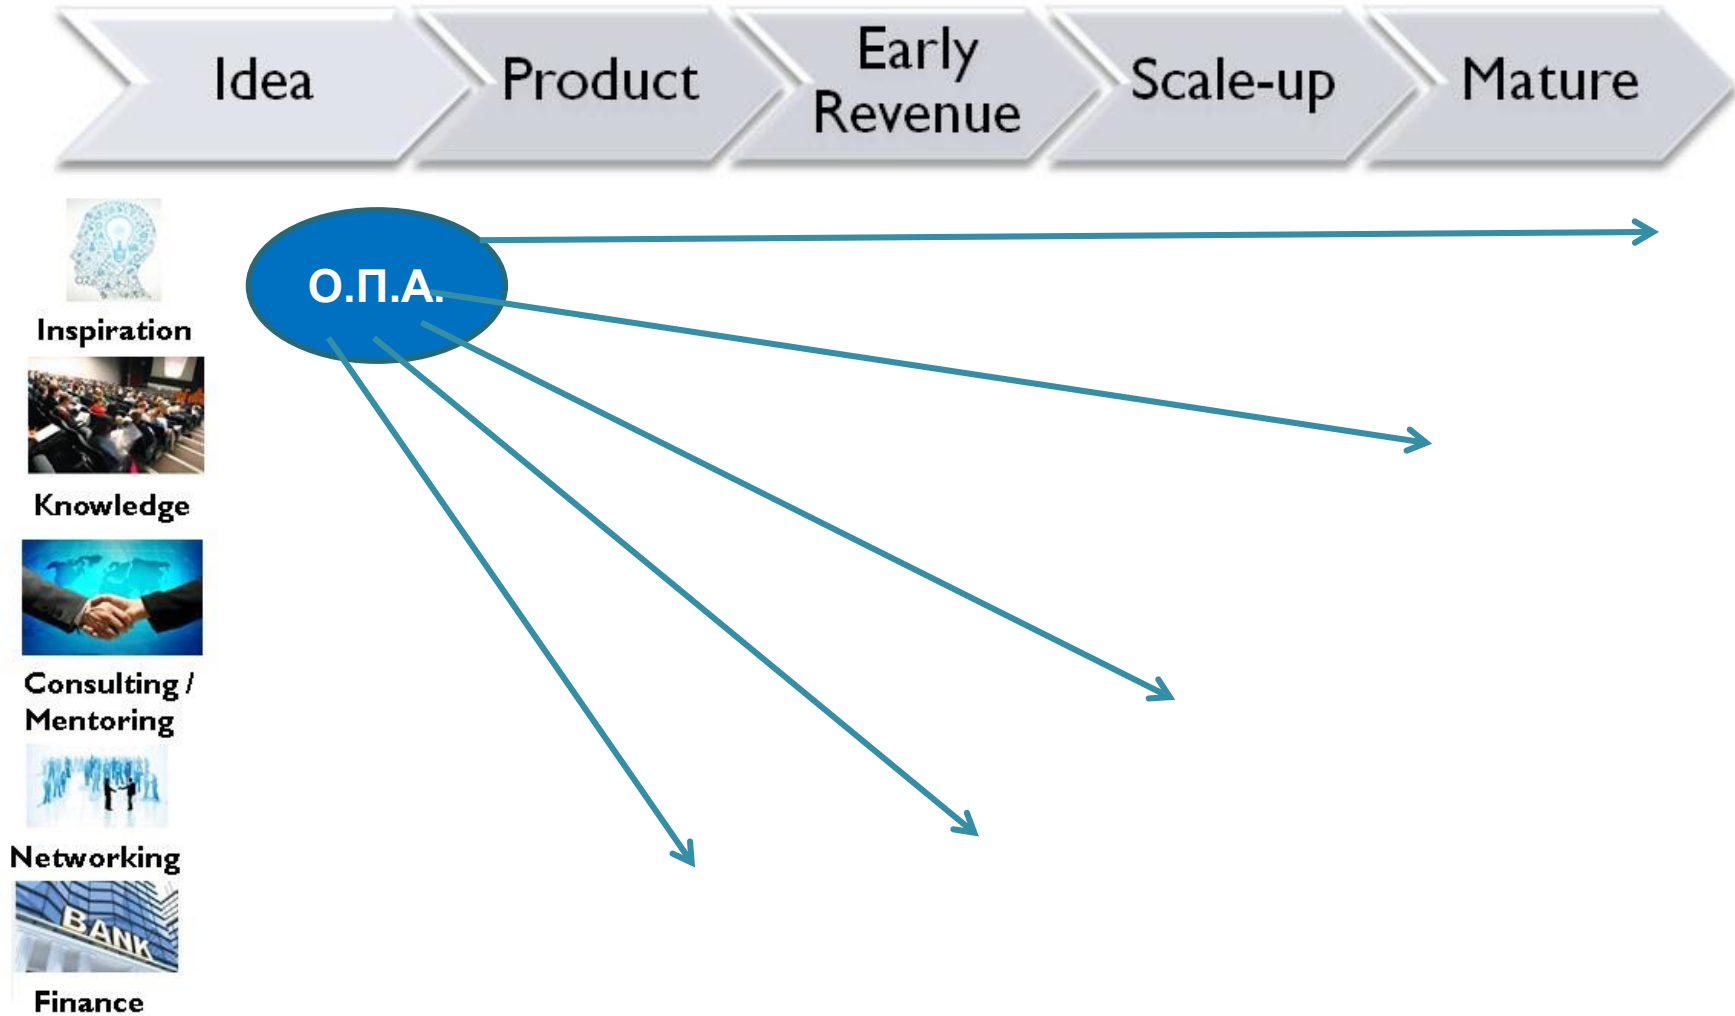 Idea
Product
Early
Revenue
Scale-up
Mature
Ο.Π.Α.
Inspiration
Knowledge
Consulting /
Mentoring
Networking
BANK
Finance